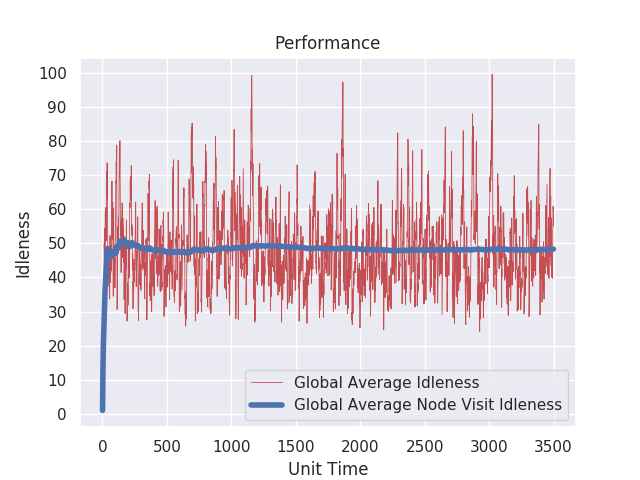 Performance
Idleness
100
90
80
70
60
50
40
30
20
10
0
Global Average Idleness
Global Average Node Visit Idleness
0 500 1000 1500 2000 2500 3000 3500
Unit Time